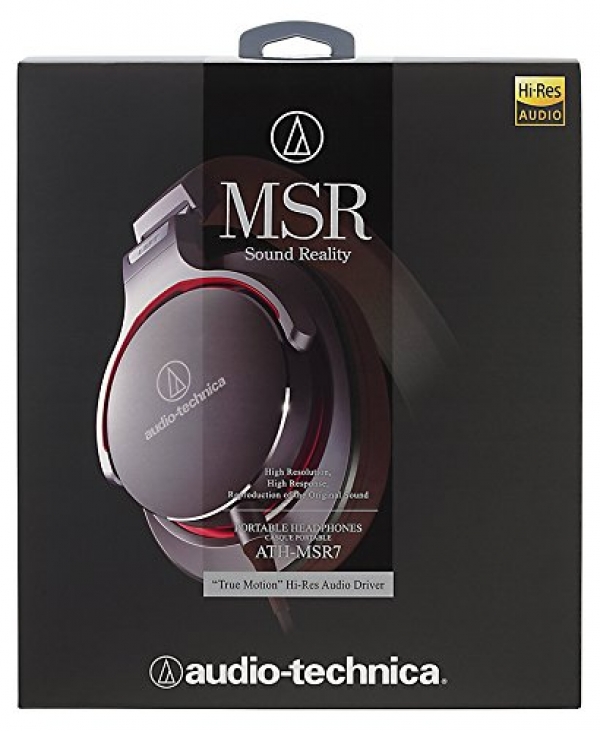 Hi-Res
AUDIO
MSR
Sound Reality
audio-technica
High Resolution,
High Response,
Reproduction of the Original Sound
PORTABLE HEADPHONES
CASQUE PORTABLE
ATH-MSR7
"True Motion" Hi-Res Audio Driver
audio-technica®